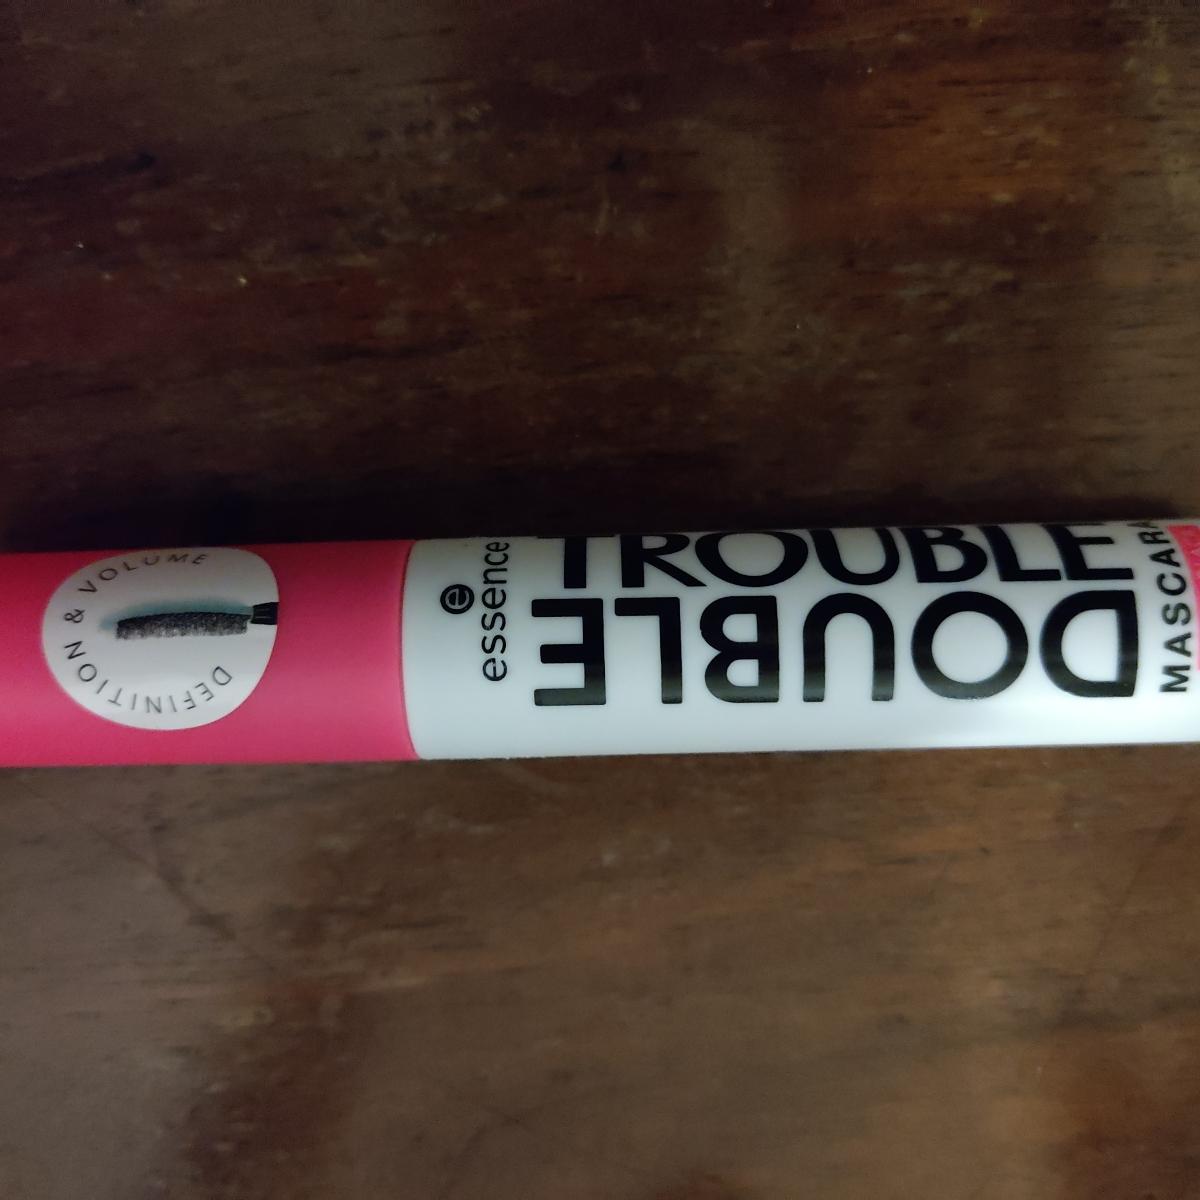 DEFINITION & VOLUME
e
essence
DOUBLE
TROUBLE
MASCARA